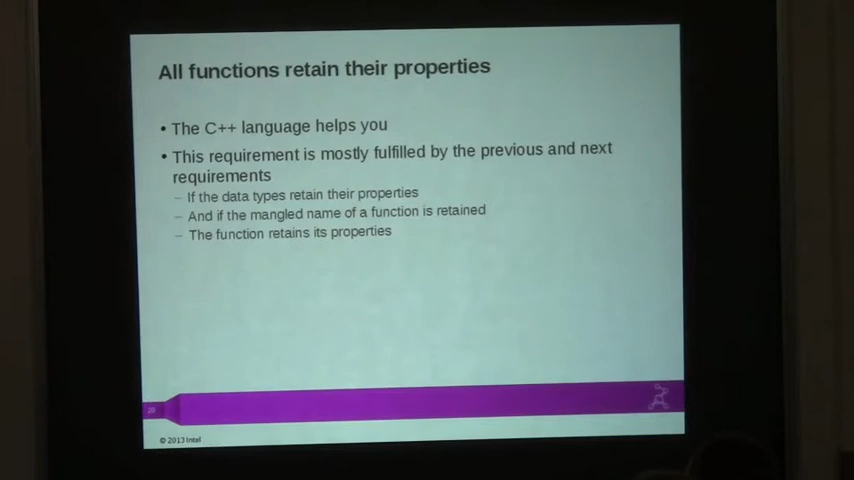 All functions retain their properties
• The C++ language helps you
• This requirement is mostly fulfilled by the previous and next
requirements
– If the data types retain their properties
– And if the mangled name of a function is retained
– The function retains its properties
20
© 2013 Intel